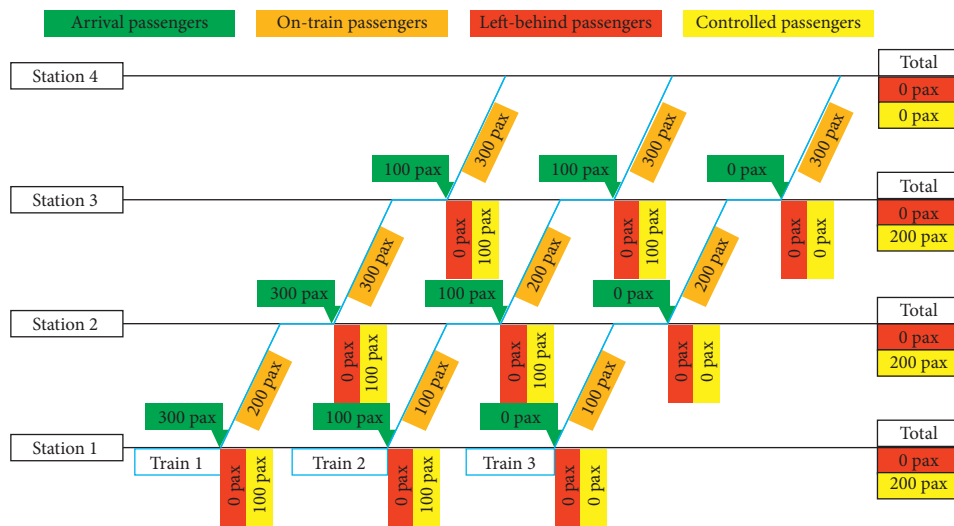 Arrival passengers
On-train passengers
Left-behind passengers
Controlled passengers
Station 4
Total
0 pax
0 pax
300 pax
300 pax
300 pax
100 pax
100 pax
0 pax
Station 3
Total
0 pax
200 pax
0 pax
100 pax
0 pax
100 pax
0 pax
0 pax
300 pax
200 pax
200 pax
300 pax
100 pax
0 pax
Station 2
Total
0 pax
200 pax
0 pax
100 pax
0 pax
100 pax
0 pax
0 pax
200 pax
100 pax
100 pax
300 pax
100 pax
0 pax
Station 1
Total
0 pax
200 pax
Train 1
Train 2
Train 3
0 pax
100 pax
0 pax
100 pax
0 pax
0 pax